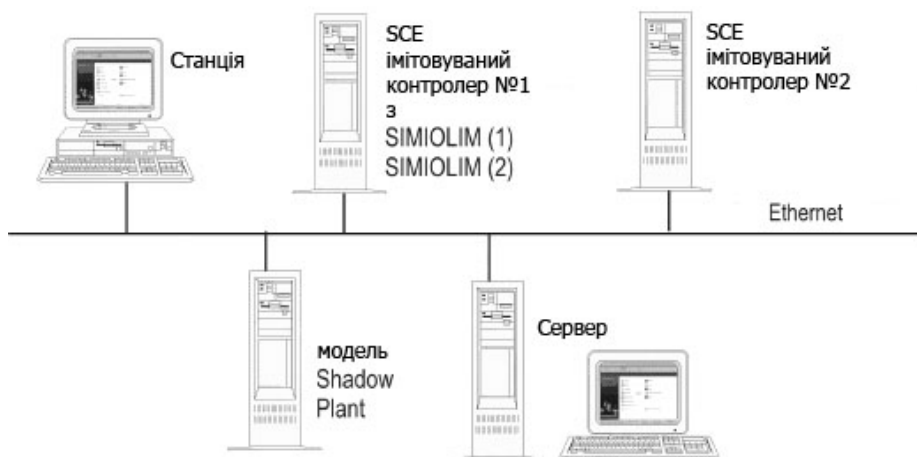 Станція
SCE
імітовуваний
контролер №1
з
SIMIOLIM (1)
SIMIOLIM (2)
SCE
імітовуваний
контролер №2
Ethernet
модель
Shadow
Plant
Сервер